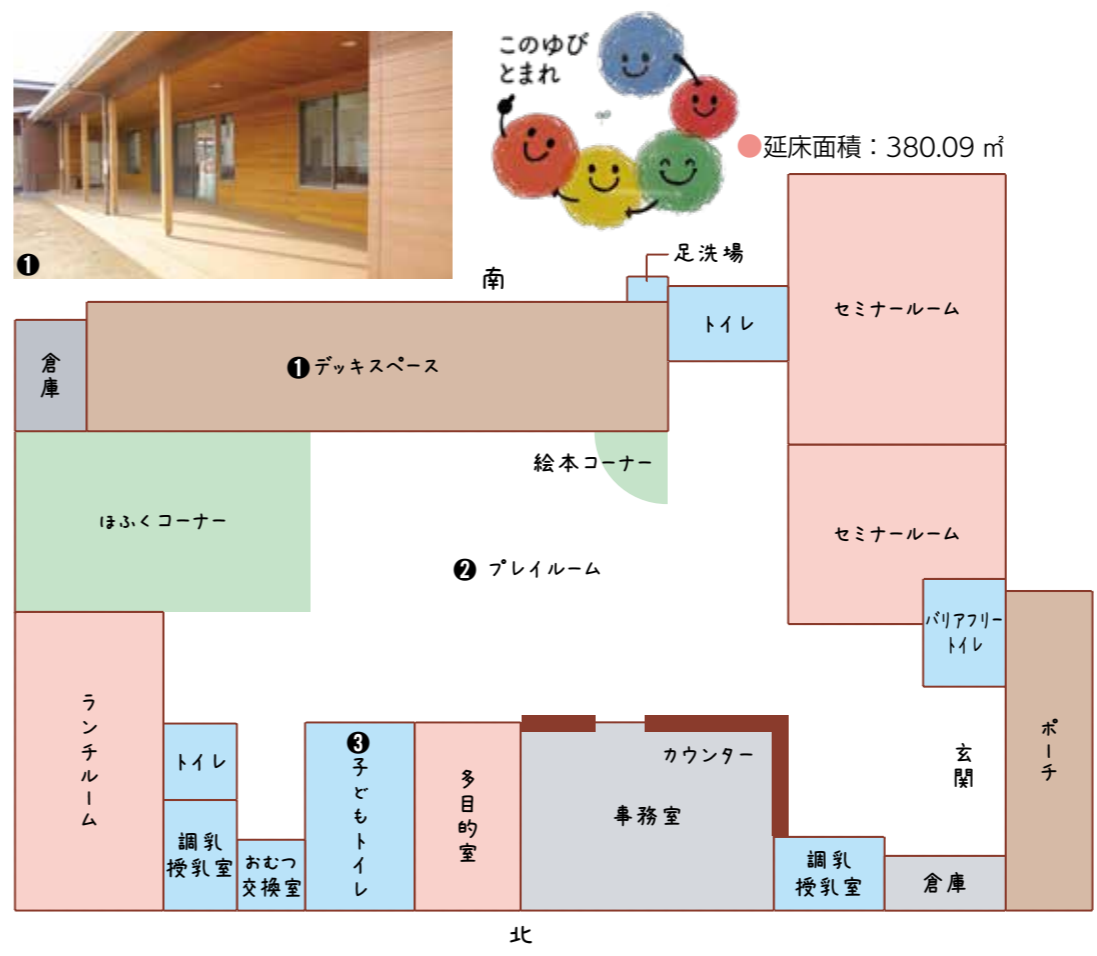 このゆび
とまれ
●延床面積：380.09 ㎡
❶
南
足洗場
トイレ
セミナールーム
倉庫
❶デッキスペース
絵本コーナー
ほふくコーナー
セミナールーム
❷ プレイルーム
バリアフリー
トイレ
ランチルーム
トイレ
❸
子どもトイレ
多目的室
カウンター
事務室
玄関
ポーチ
調乳
授乳室
おむつ
交換室
調乳
授乳室
倉庫
北